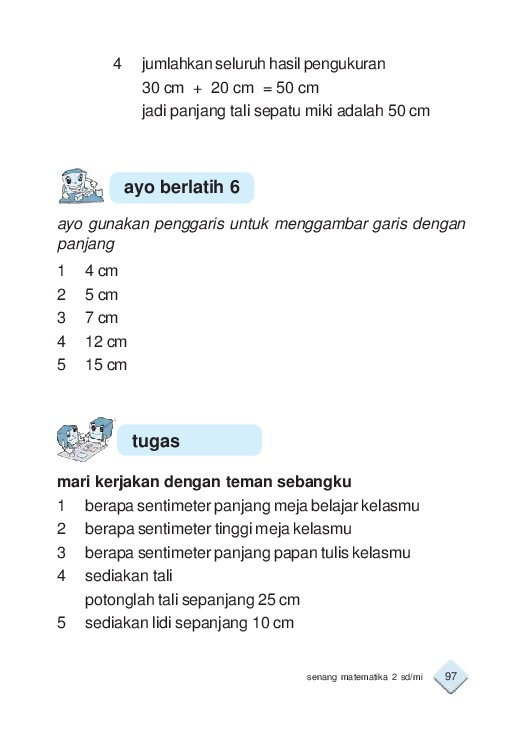 4 jumlahkan seluruh hasil pengukuran
30 cm + 20 cm = 50 cm
jadi panjang tali sepatu miki adalah 50 cm
ayo berlatih 6
ayo gunakan penggaris untuk menggambar garis dengan
panjang
1 4 cm
2 5 cm
3 7 cm
4 12 cm
5 15 cm
tugas
mari kerjakan dengan teman sebangku
1 berapa sentimeter panjang meja belajar kelasmu
2 berapa sentimeter tinggi meja kelasmu
3 berapa sentimeter panjang papan tulis kelasmu
4 sediakan tali
potonglah tali sepanjang 25 cm
5 sediakan lidi sepanjang 10 cm
senang matematika 2 sd/mi 97